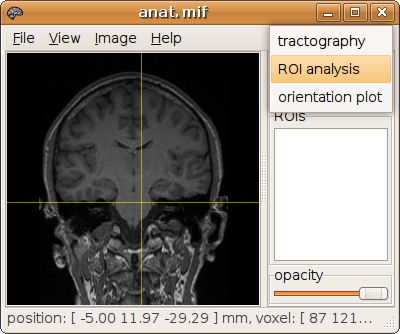 anat.mif
File View Image Help
tractography
ROI analysis
orientation plot
ROIs
opacity
position: [ -5.00 11.97 -29.29 ] mm, voxel: [ 87 121...